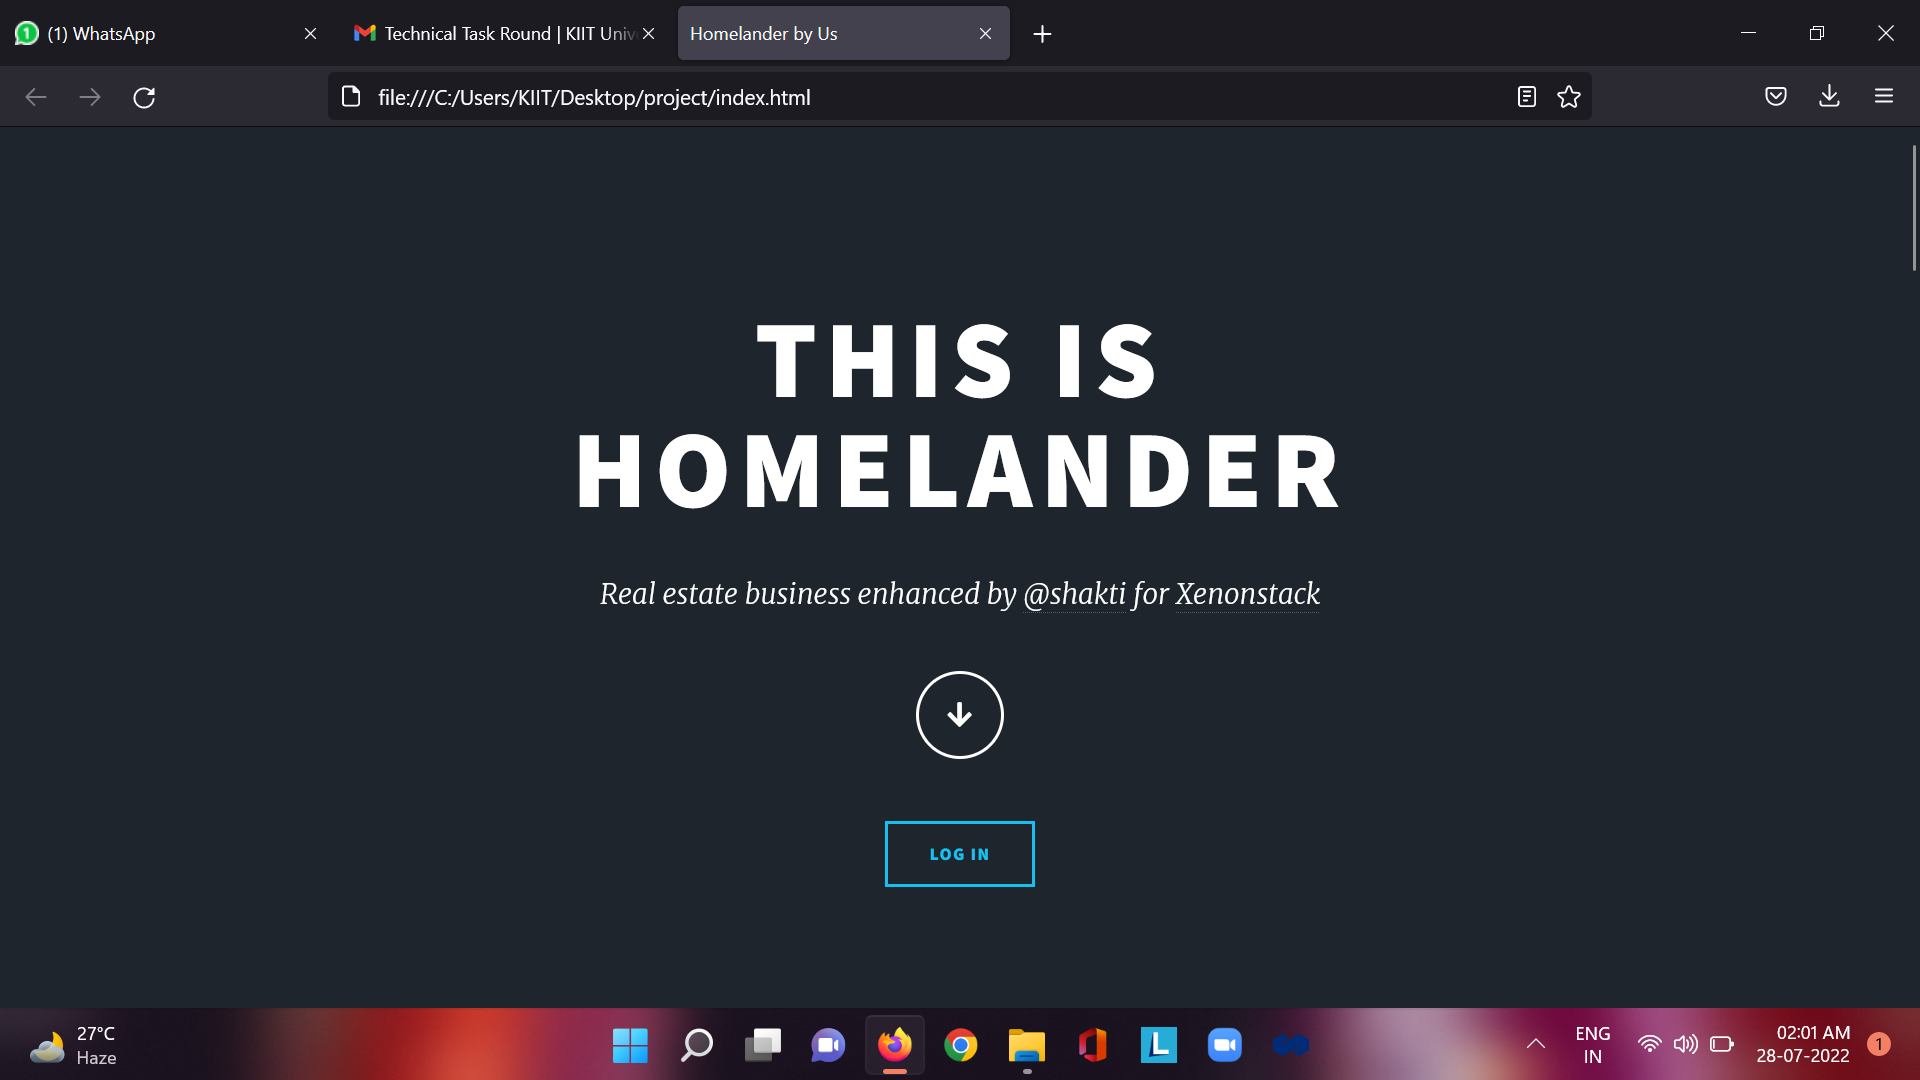 (1) WhatsApp
Technical Task Round | KIIT Univ
Homelander by Us
file:///C:/Users/KIIT/Desktop/project/index.html
THIS IS
HOMELANDER
Real estate business enhanced by @shakti for Xenonstack
LOG IN
27°C
Haze
L
ENG
IN
02:01 AM
28-07-2022
1